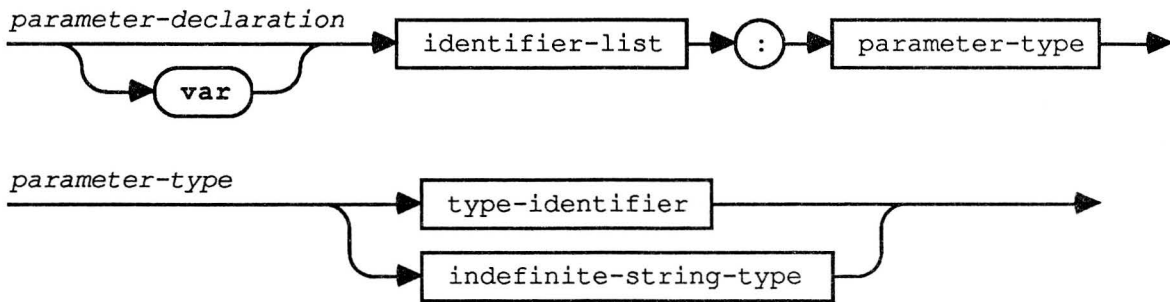 parameter-declaration
identifier-list : parameter-type
var
parameter-type
type-identifier
indefinite-string-type